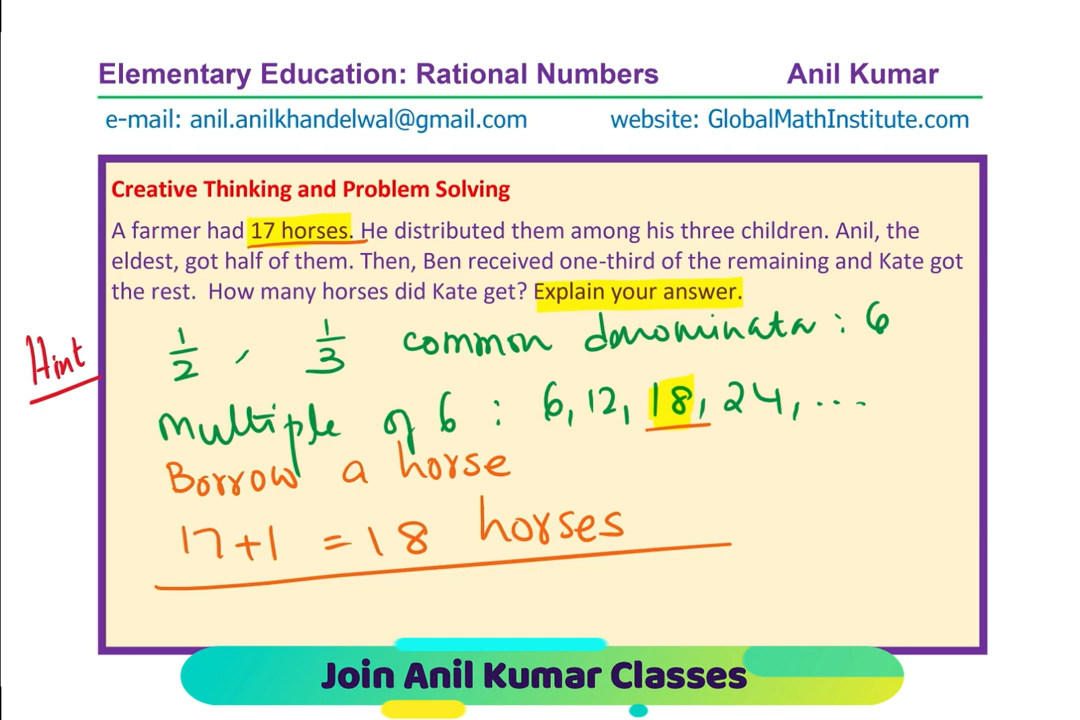 Elementary Education: Rational Numbers Anil Kumar
e-mail: anil.anilkhandelwal@gmail.com website: GlobalMathInstitute.com
Creative Thinking and Problem Solving
A farmer had 17 horses. He distributed them among his three children. Anil, the
eldest, got half of them. Then, Ben received one-third of the remaining and Kate got
the rest. How many horses did Kate get? Explain your answer.
Hint 1/2, 1/3 common denominata : 6
multiple of 6 : 6, 12, 18, 24, ...
Borrow a horse
17+1 = 18 horses
Join Anil Kumar Classes